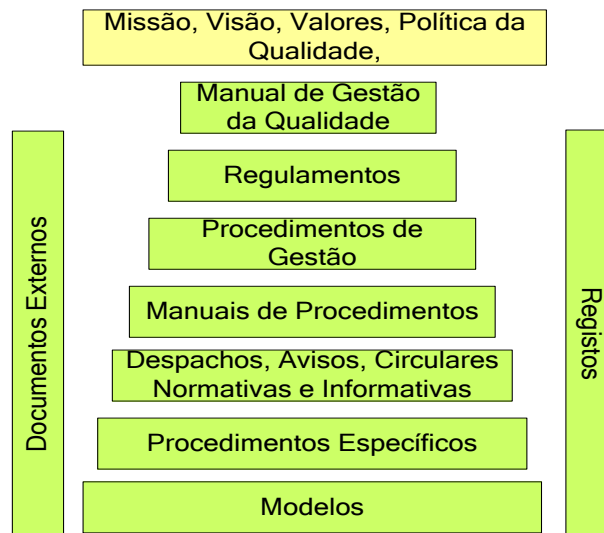 Missão, Visão, Valores, Política da
Qualidade,
Manual de Gestão
da Qualidade
Regulamentos
Procedimentos de
Gestão
Manuais de Procedimentos
Despachos, Avisos, Circulares
Normativas e Informativas
Procedimentos Específicos
Modelos
Documentos Externos
Registos